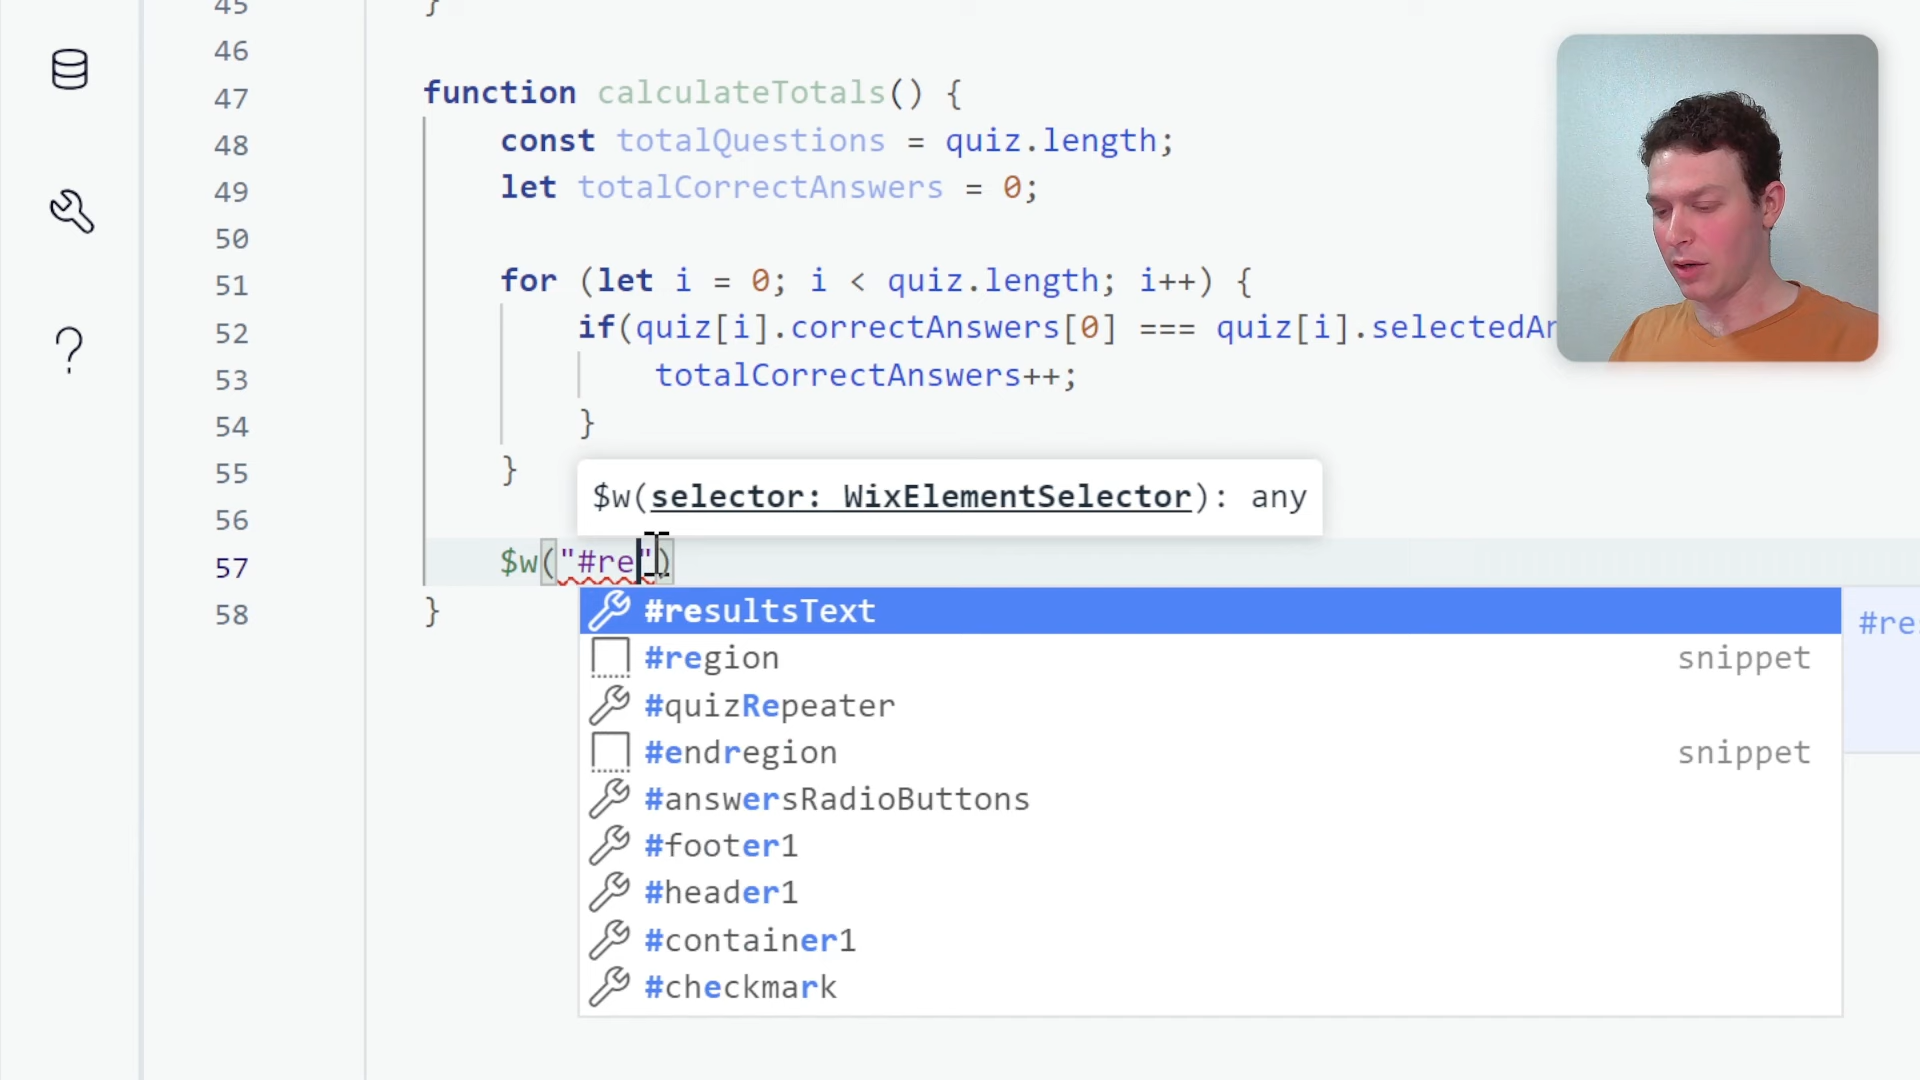 45 }
46
47 function calculateTotals() {
48 const totalQuestions = quiz.length;
49 let totalCorrectAnswers = 0;
50
51 for (let i = 0; i < quiz.length; i++) {
52 if(quiz[i].correctAnswers[0] === quiz[i].selectedAn
53 totalCorrectAnswers++;
54 }
55 }
$w(selector: WixElementSelector): any
56
57 $w("#re")
#resultsText
#re
58 }
#region snippet
#quizRepeater
#endregion snippet
#answersRadioButtons
#footer1
#header1
#container1
#checkmark